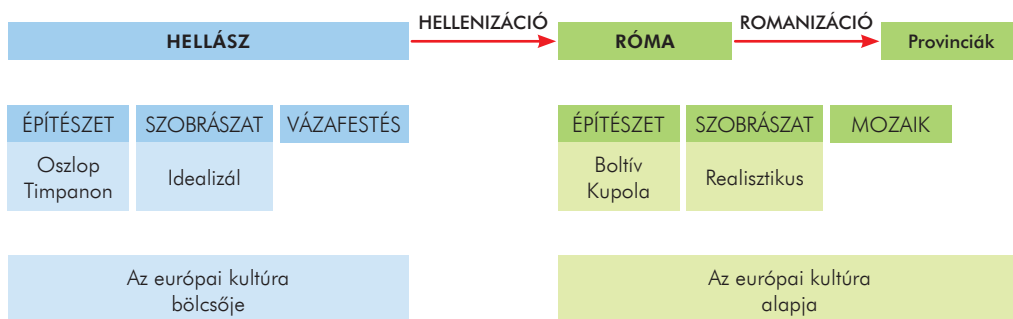 HELLÁSZ
HELLENIZÁCIÓ
RÓMA
ROMANIZÁCIÓ
Provinciák
ÉPÍTÉSZET
Oszlop
Timpanon
SZOBRÁSZAT
Idealizál
VÁZAFESTÉS
ÉPÍTÉSZET
Boltív
Kupola
SZOBRÁSZAT
Realisztikus
MOZAIK
Az európai kultúra
bölcsője
Az európai kultúra
alapja